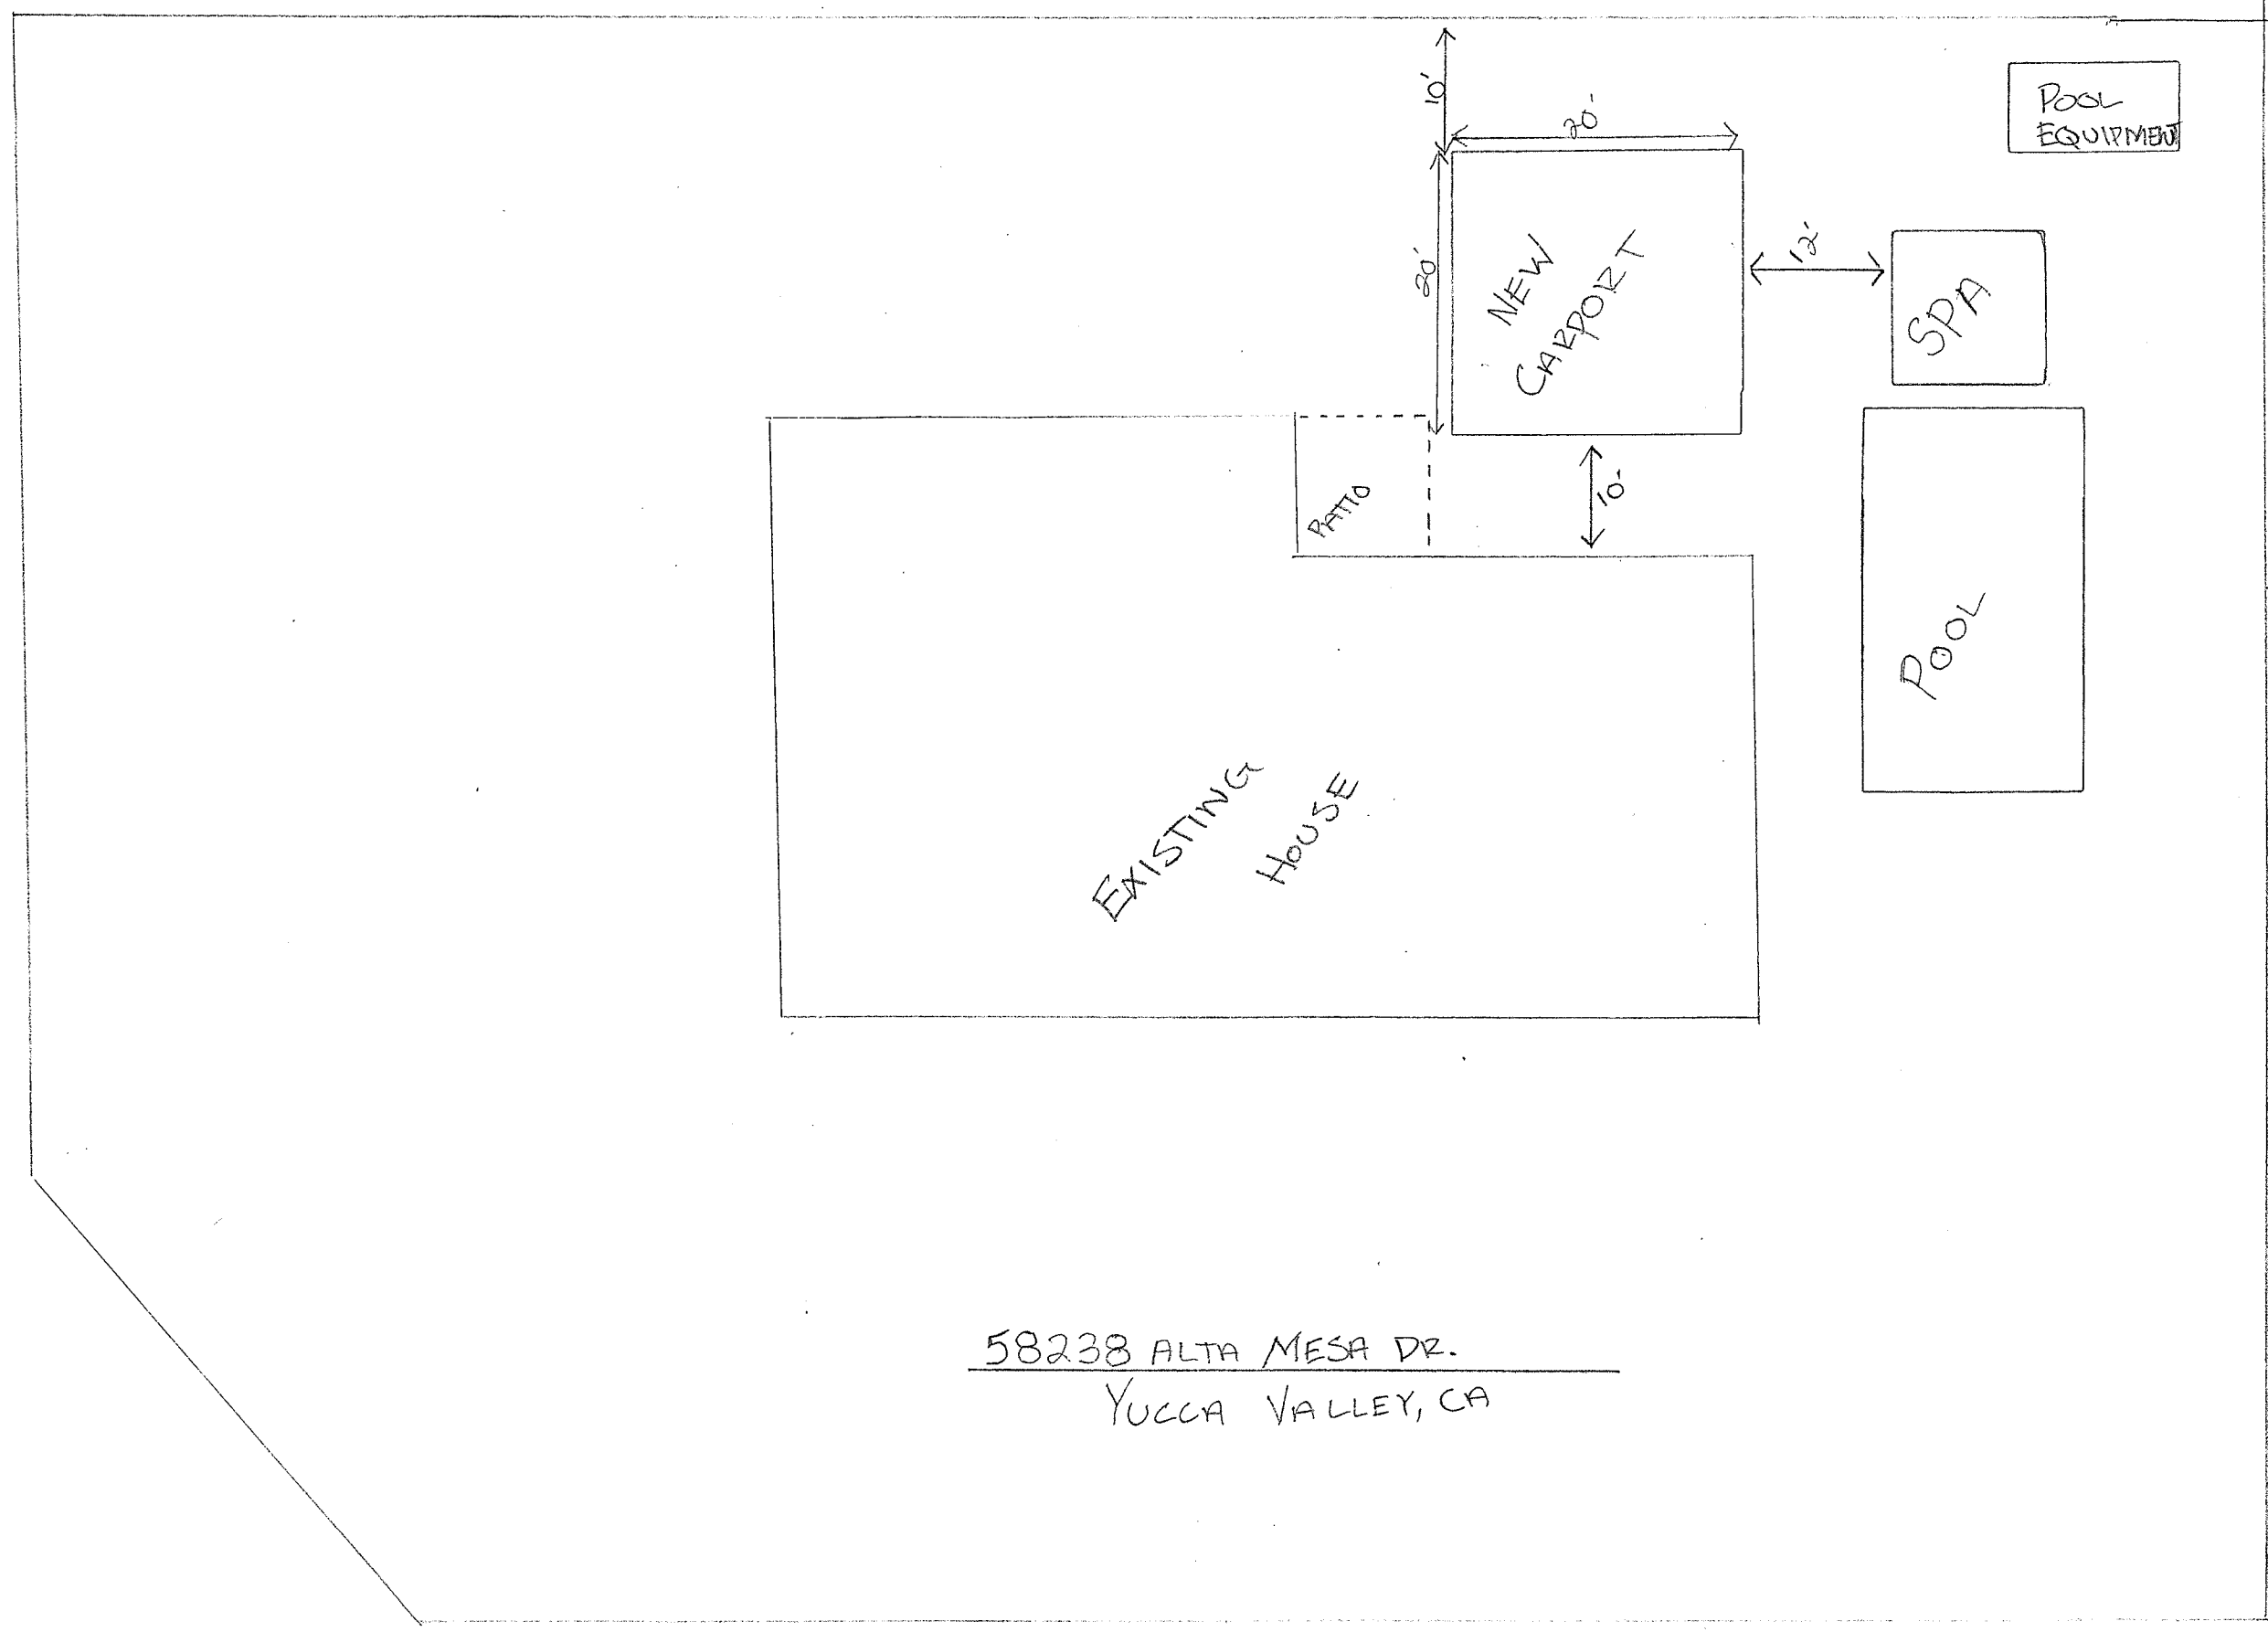 10'
20'
POOL
EQUIPMENT
20'
NEW
CARPORT
12'
SPA
PATIO
10'
POOL
EXISTING
HOUSE
58238 ALTA MESA DR.
YUCCA VALLEY, CA